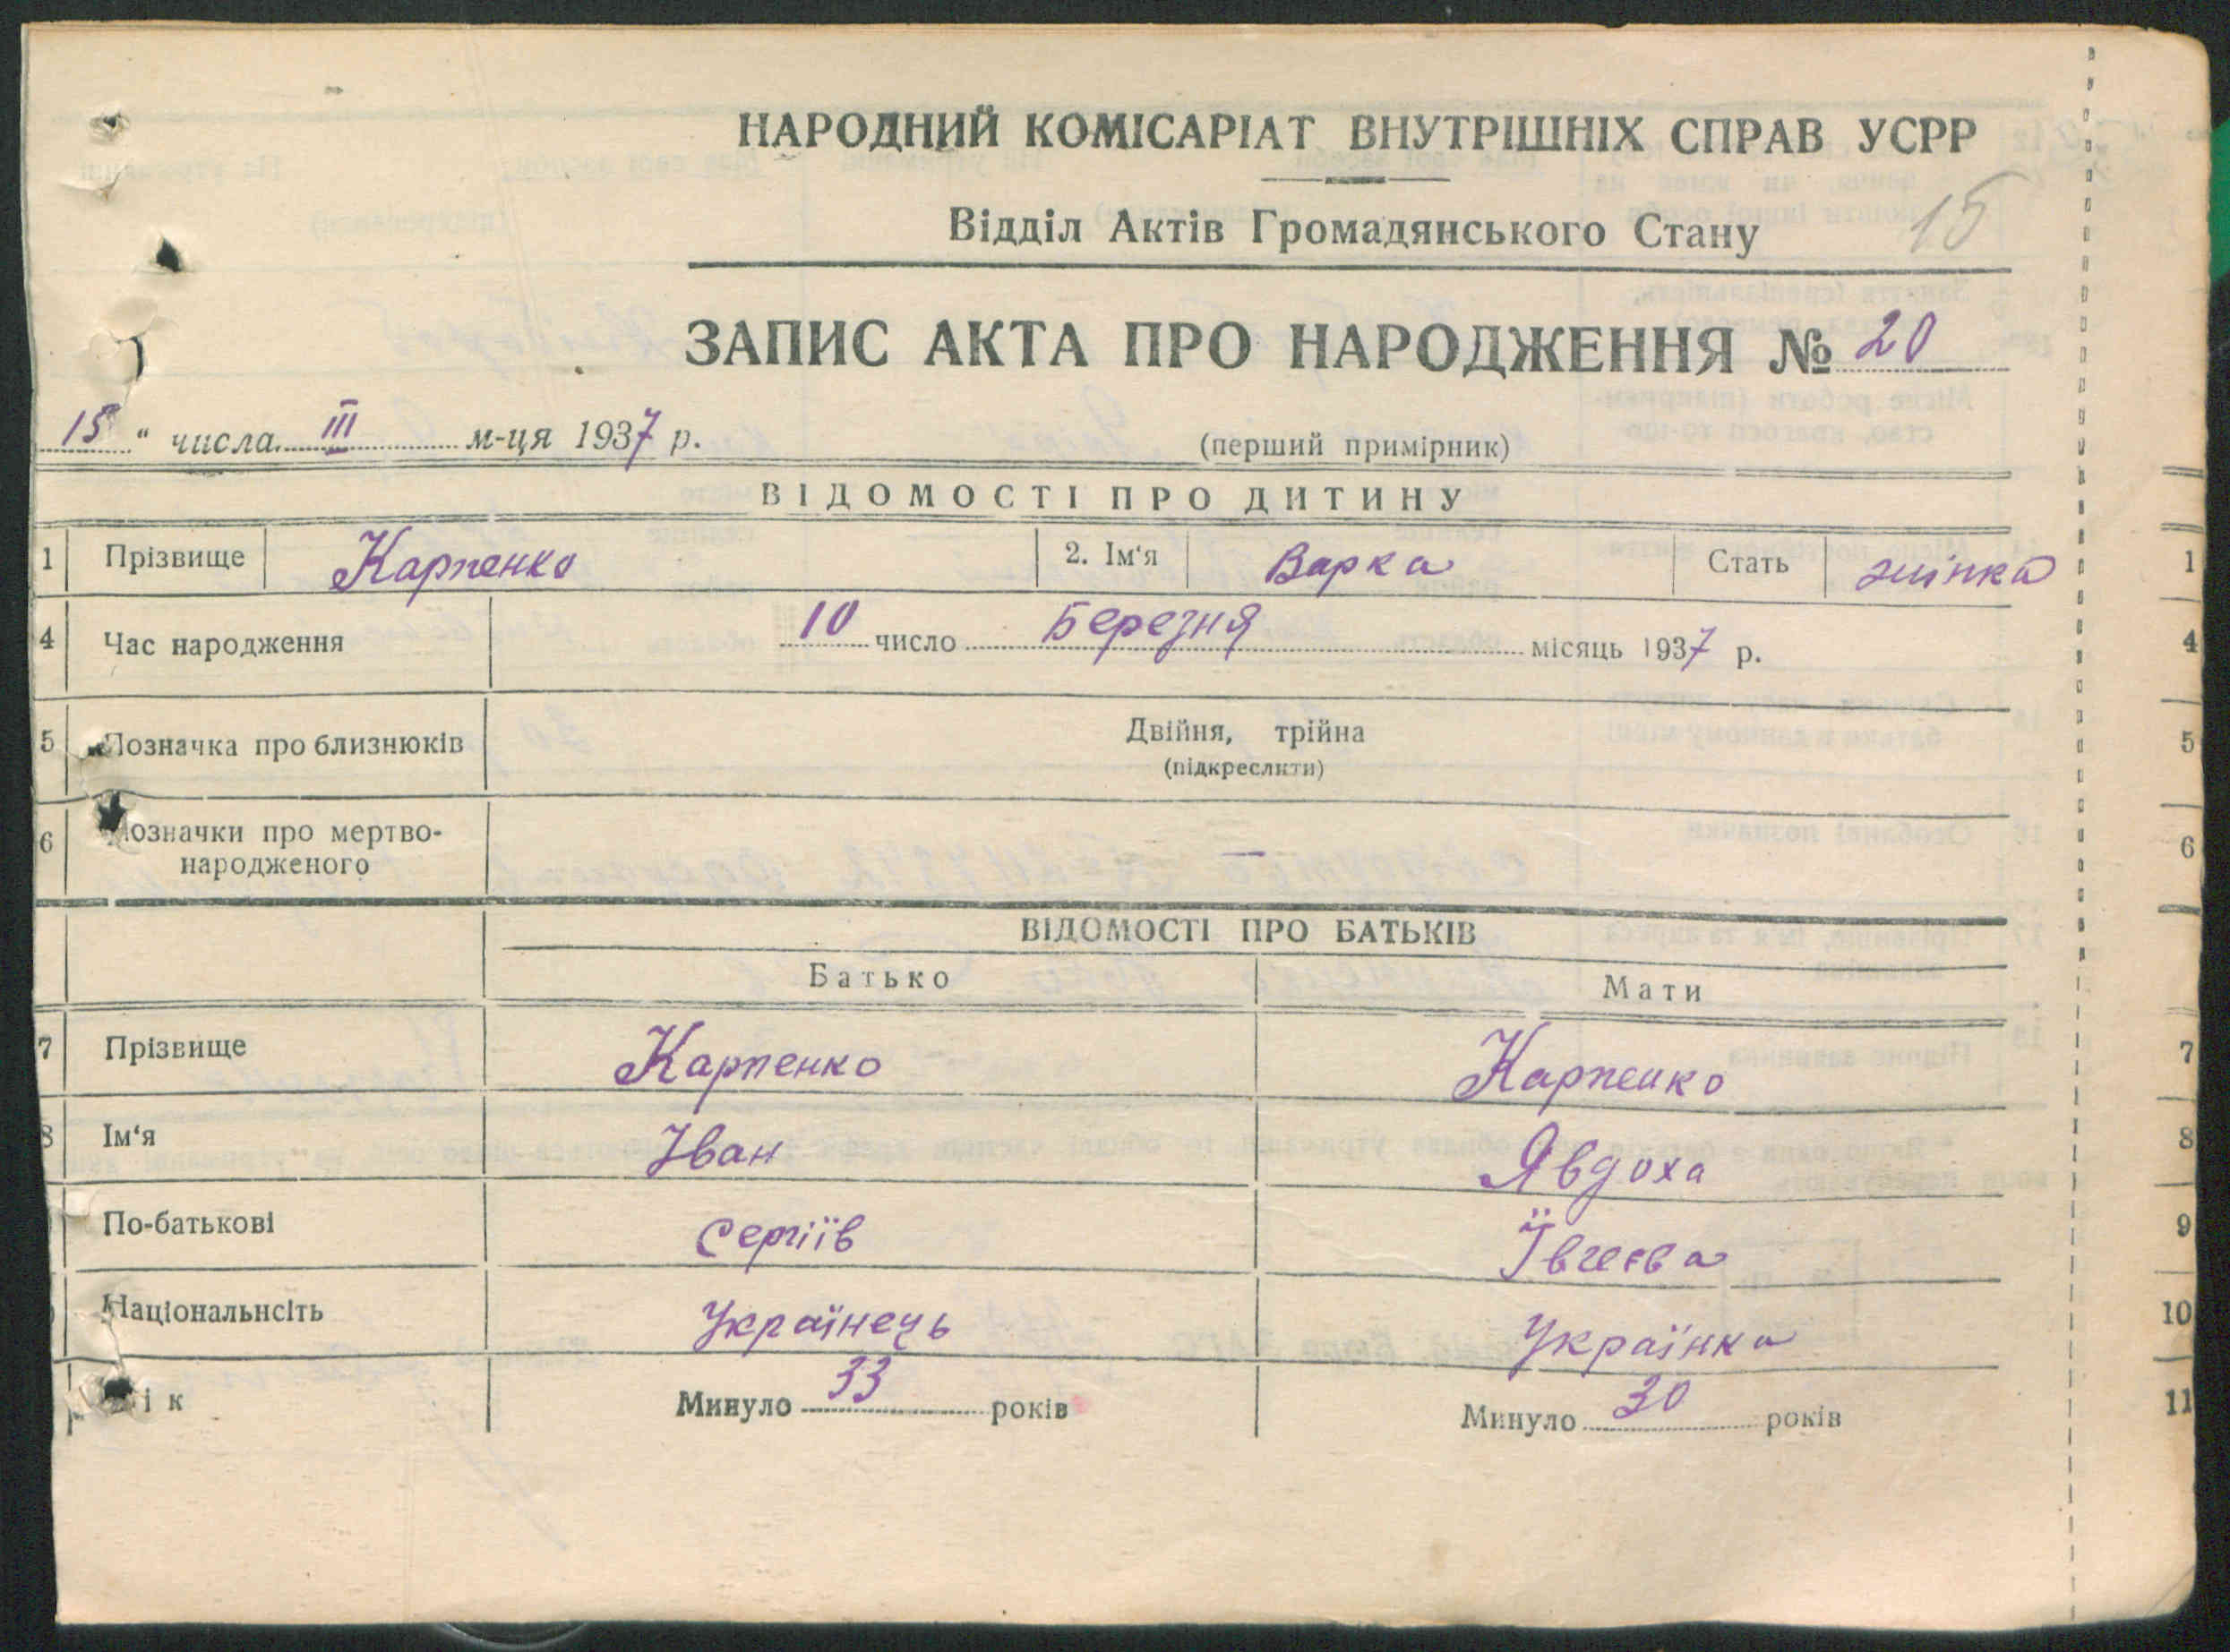 НАРОДНИЙ КОМІСАРІАТ ВНУТРІШНІХ СПРАВ УСРР
Відділ Актів Громадянського Стану
15
ЗАПИС АКТА ПРО НАРОДЖЕННЯ № 20
15 " числа III м-ця 1937 р.
(перший примірник)
ВІДОМОСТІ ПРО ДИТИНУ
1 Прізвище Карпенко 2. Ім'я Варка Стать жінка 1
4 Час народження 10 число Березня місяць 1937 р. 4
5 Позначка про близнюків Двійня, трійна 5
(підкреслити)
6 Позначки про мертво- — 6
народженого
ВІДОМОСТІ ПРО БАТЬКІВ
Батько Мати
7 Прізвище Карпенко Карпенко 7
8 Ім'я Іван Явдоха 8
По-батькові Сергіїв 9
Національнсіть Українець Українка 10
ік Минуло 33 років Минуло 30 років 11